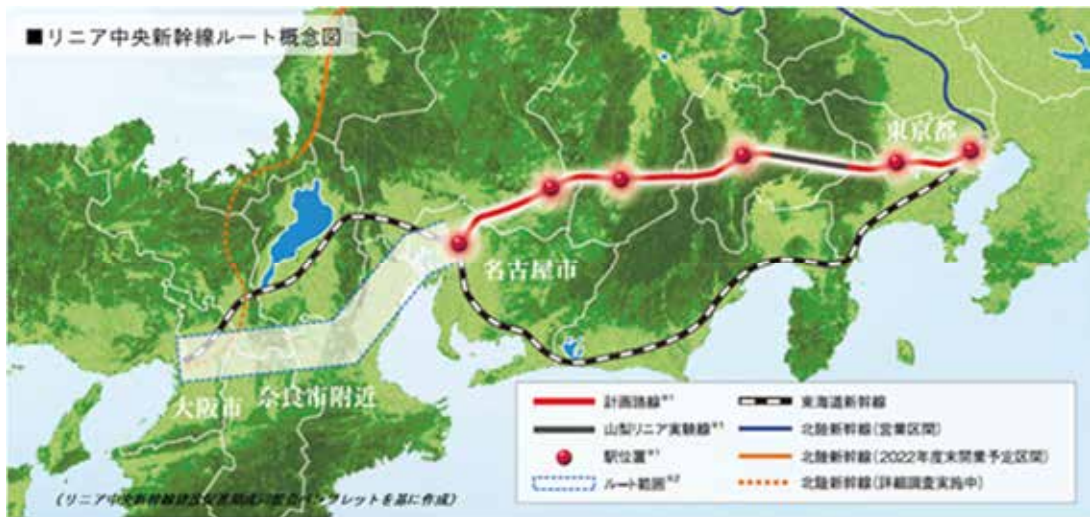 ■リニア中央新幹線ルート概念図
東京都
名古屋市
大阪市
奈良市附近
計画路線※1
山梨リニア実験線※1
駅位置※1
ルート範囲※2
東海道新幹線
北陸新幹線(営業区間)
北陸新幹線(2022年度末開業予定区間)
北陸新幹線(詳細調査実施中)
(リニア中央新幹線建設促進期成同盟会パンフレットを基に作成)